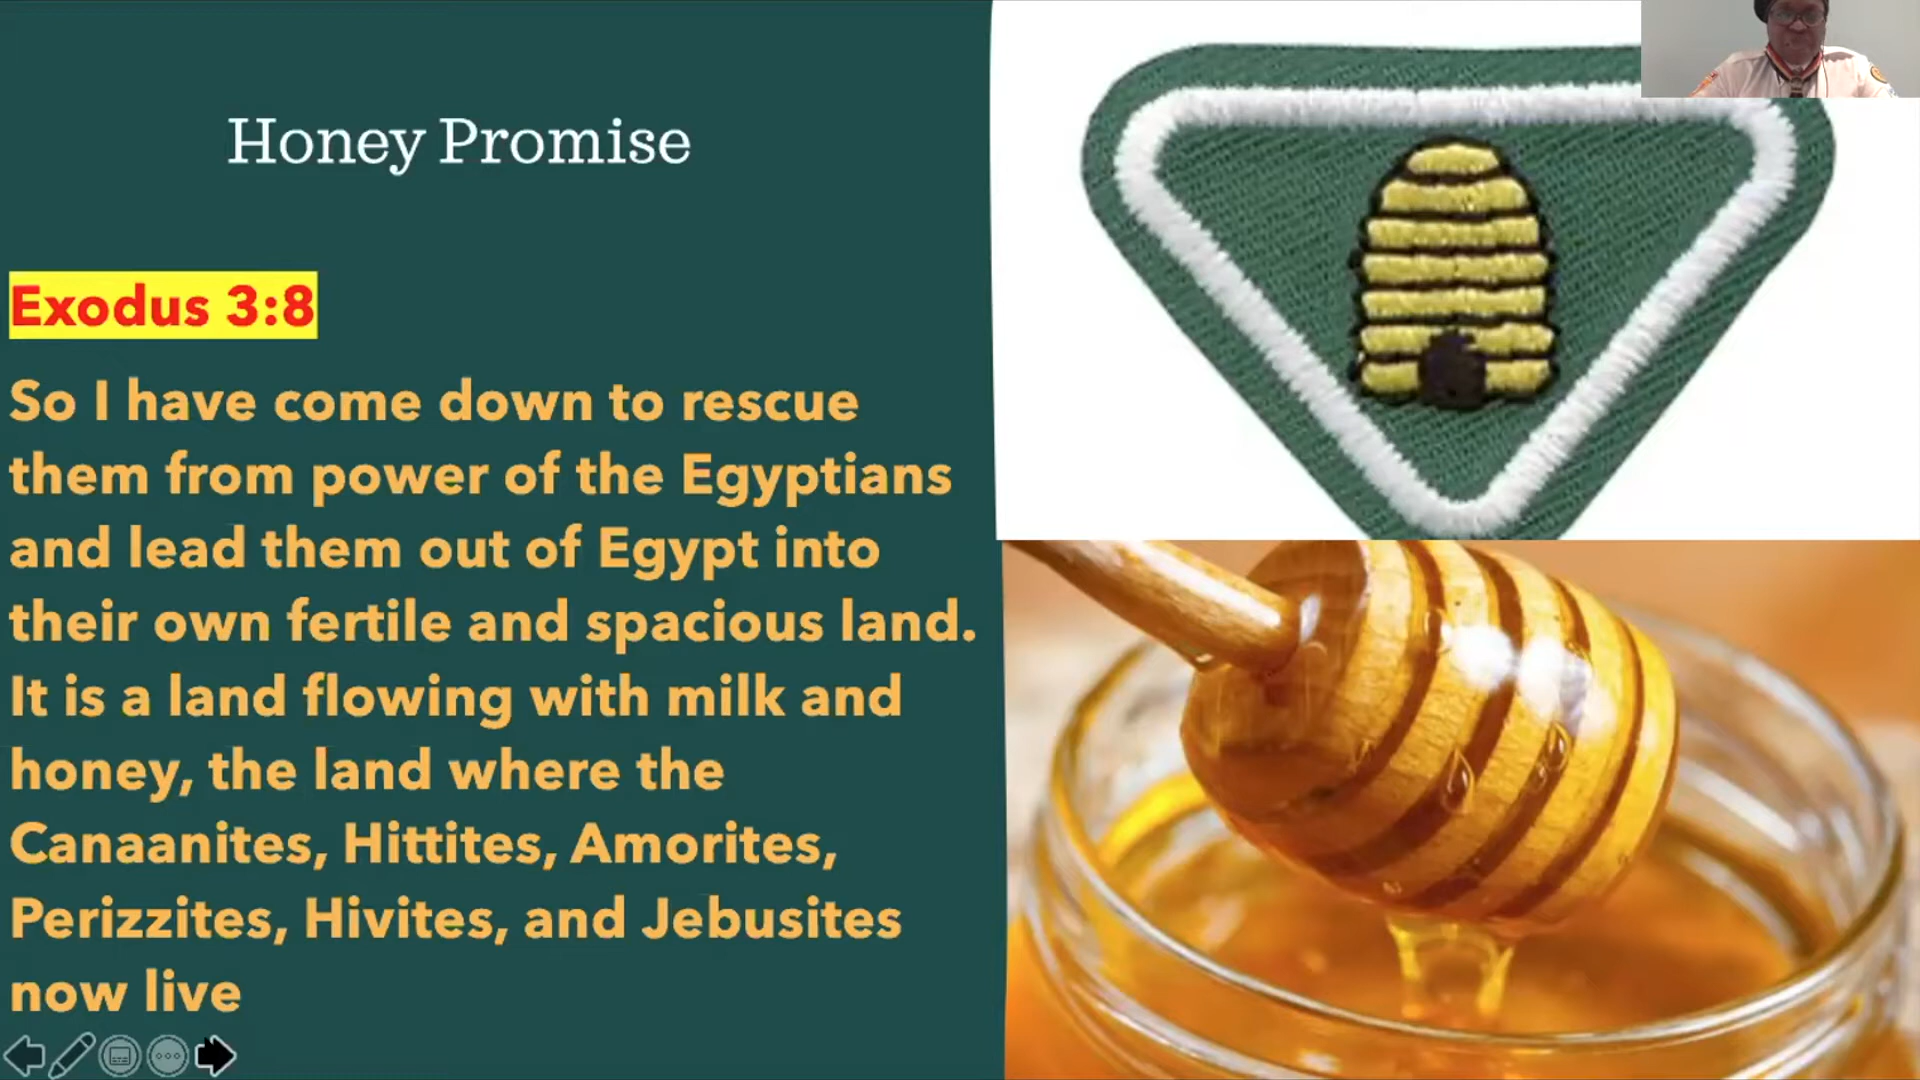 Honey Promise
Exodus 3:8
So I have come down to rescue
them from power of the Egyptians
and lead them out of Egypt into
their own fertile and spacious land.
It is a land flowing with milk and
honey, the land where the
Canaanites, Hittites, Amorites,
Perizzites, Hivites, and Jebusites
now live